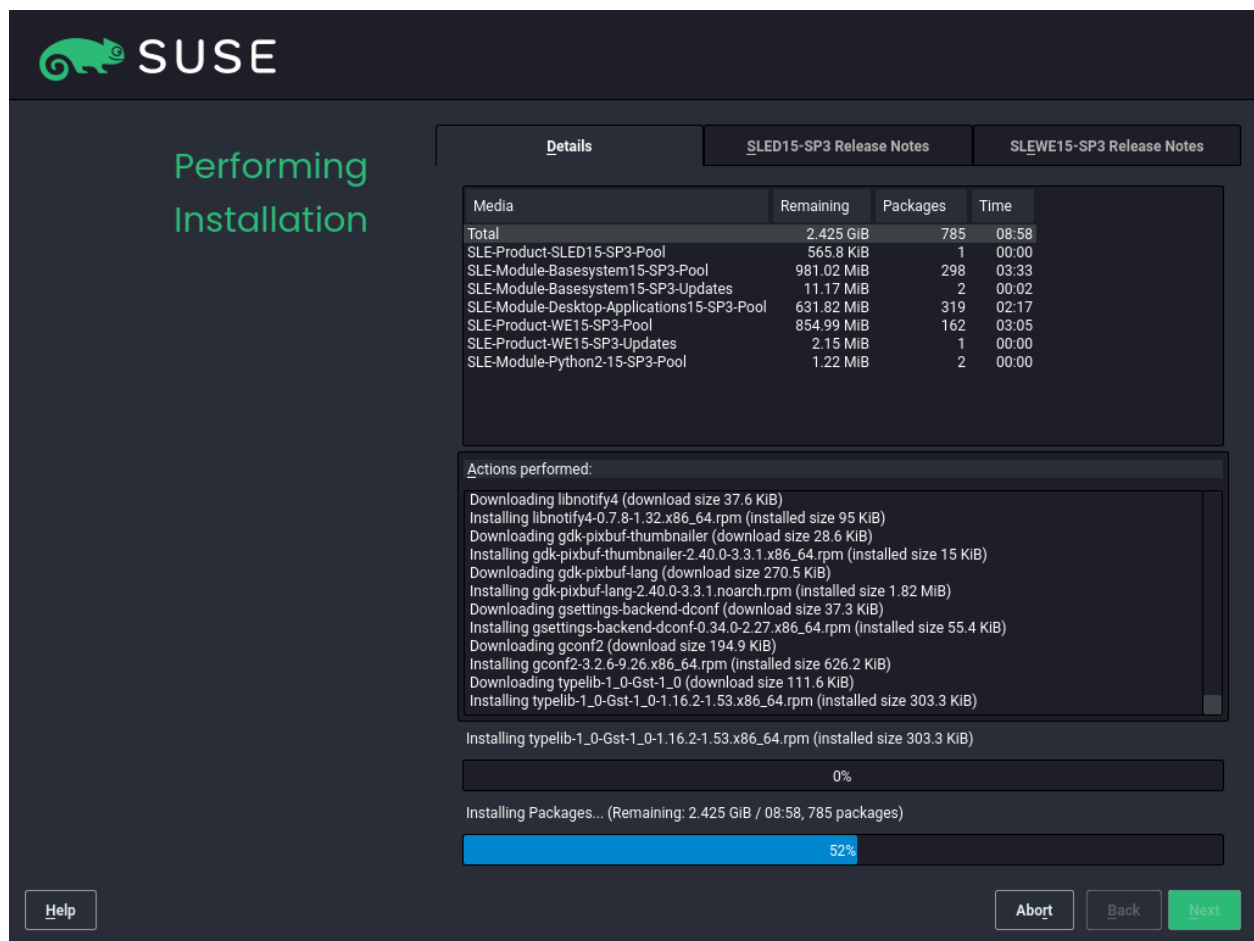 SUSE
Performing
Installation
Details
SLED15-SP3 Release Notes
SLEWE15-SP3 Release Notes
Media Remaining Packages Time
Total 2.425 GiB 785 08:58
SLE-Product-SLED15-SP3-Pool 565.8 KiB 1 00:00
SLE-Module-Basesystem15-SP3-Pool 981.02 MiB 298 03:33
SLE-Module-Basesystem15-SP3-Updates 11.17 MiB 2 00:02
SLE-Module-Desktop-Applications15-SP3-Pool 631.82 MiB 319 02:17
SLE-Product-WE15-SP3-Pool 854.99 MiB 162 03:05
SLE-Product-WE15-SP3-Updates 2.15 MiB 1 00:00
SLE-Module-Python2-15-SP3-Pool 1.22 MiB 2 00:00
Actions performed:
Downloading libnotify4 (download size 37.6 KiB)
Installing libnotify4-0.7.8-1.32.x86_64.rpm (installed size 95 KiB)
Downloading gdk-pixbuf-thumbnailer (download size 28.6 KiB)
Installing gdk-pixbuf-thumbnailer-2.40.0-3.3.1.x86_64.rpm (installed size 15 KiB)
Downloading gdk-pixbuf-lang (download size 270.5 KiB)
Installing gdk-pixbuf-lang-2.40.0-3.3.1.noarch.rpm (installed size 1.82 MiB)
Downloading gsettings-backend-dconf (download size 37.3 KiB)
Installing gsettings-backend-dconf-0.34.0-2.27.x86_64.rpm (installed size 55.4 KiB)
Downloading gconf2 (download size 194.9 KiB)
Installing gconf2-3.2.6-9.26.x86_64.rpm (installed size 626.2 KiB)
Downloading typelib-1_0-Gst-1_0 (download size 111.6 KiB)
Installing typelib-1_0-Gst-1_0-1.16.2-1.53.x86_64.rpm (installed size 303.3 KiB)
Installing typelib-1_0-Gst-1_0-1.16.2-1.53.x86_64.rpm (installed size 303.3 KiB)
0%
Installing Packages... (Remaining: 2.425 GiB / 08:58, 785 packages)
52%
Help
Abort
Back
Next